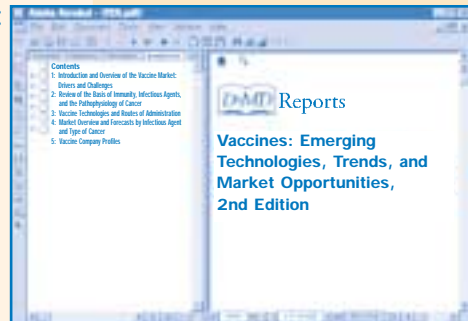 Contents
1: Introduction and Overview of the Vaccine Market:
Drivers and Challenges
2: Review of the Basis of Immunity, Infectious Agents,
and the Pathophysiology of Cancer
3: Vaccine Technologies and Routes of Administration
4: Market Overview and Forecasts by Infectious Agent
and Type of Cancer
5: Vaccine Company Profiles
D&MD Reports
Vaccines: Emerging
Technologies, Trends, and
Market Opportunities,
2nd Edition